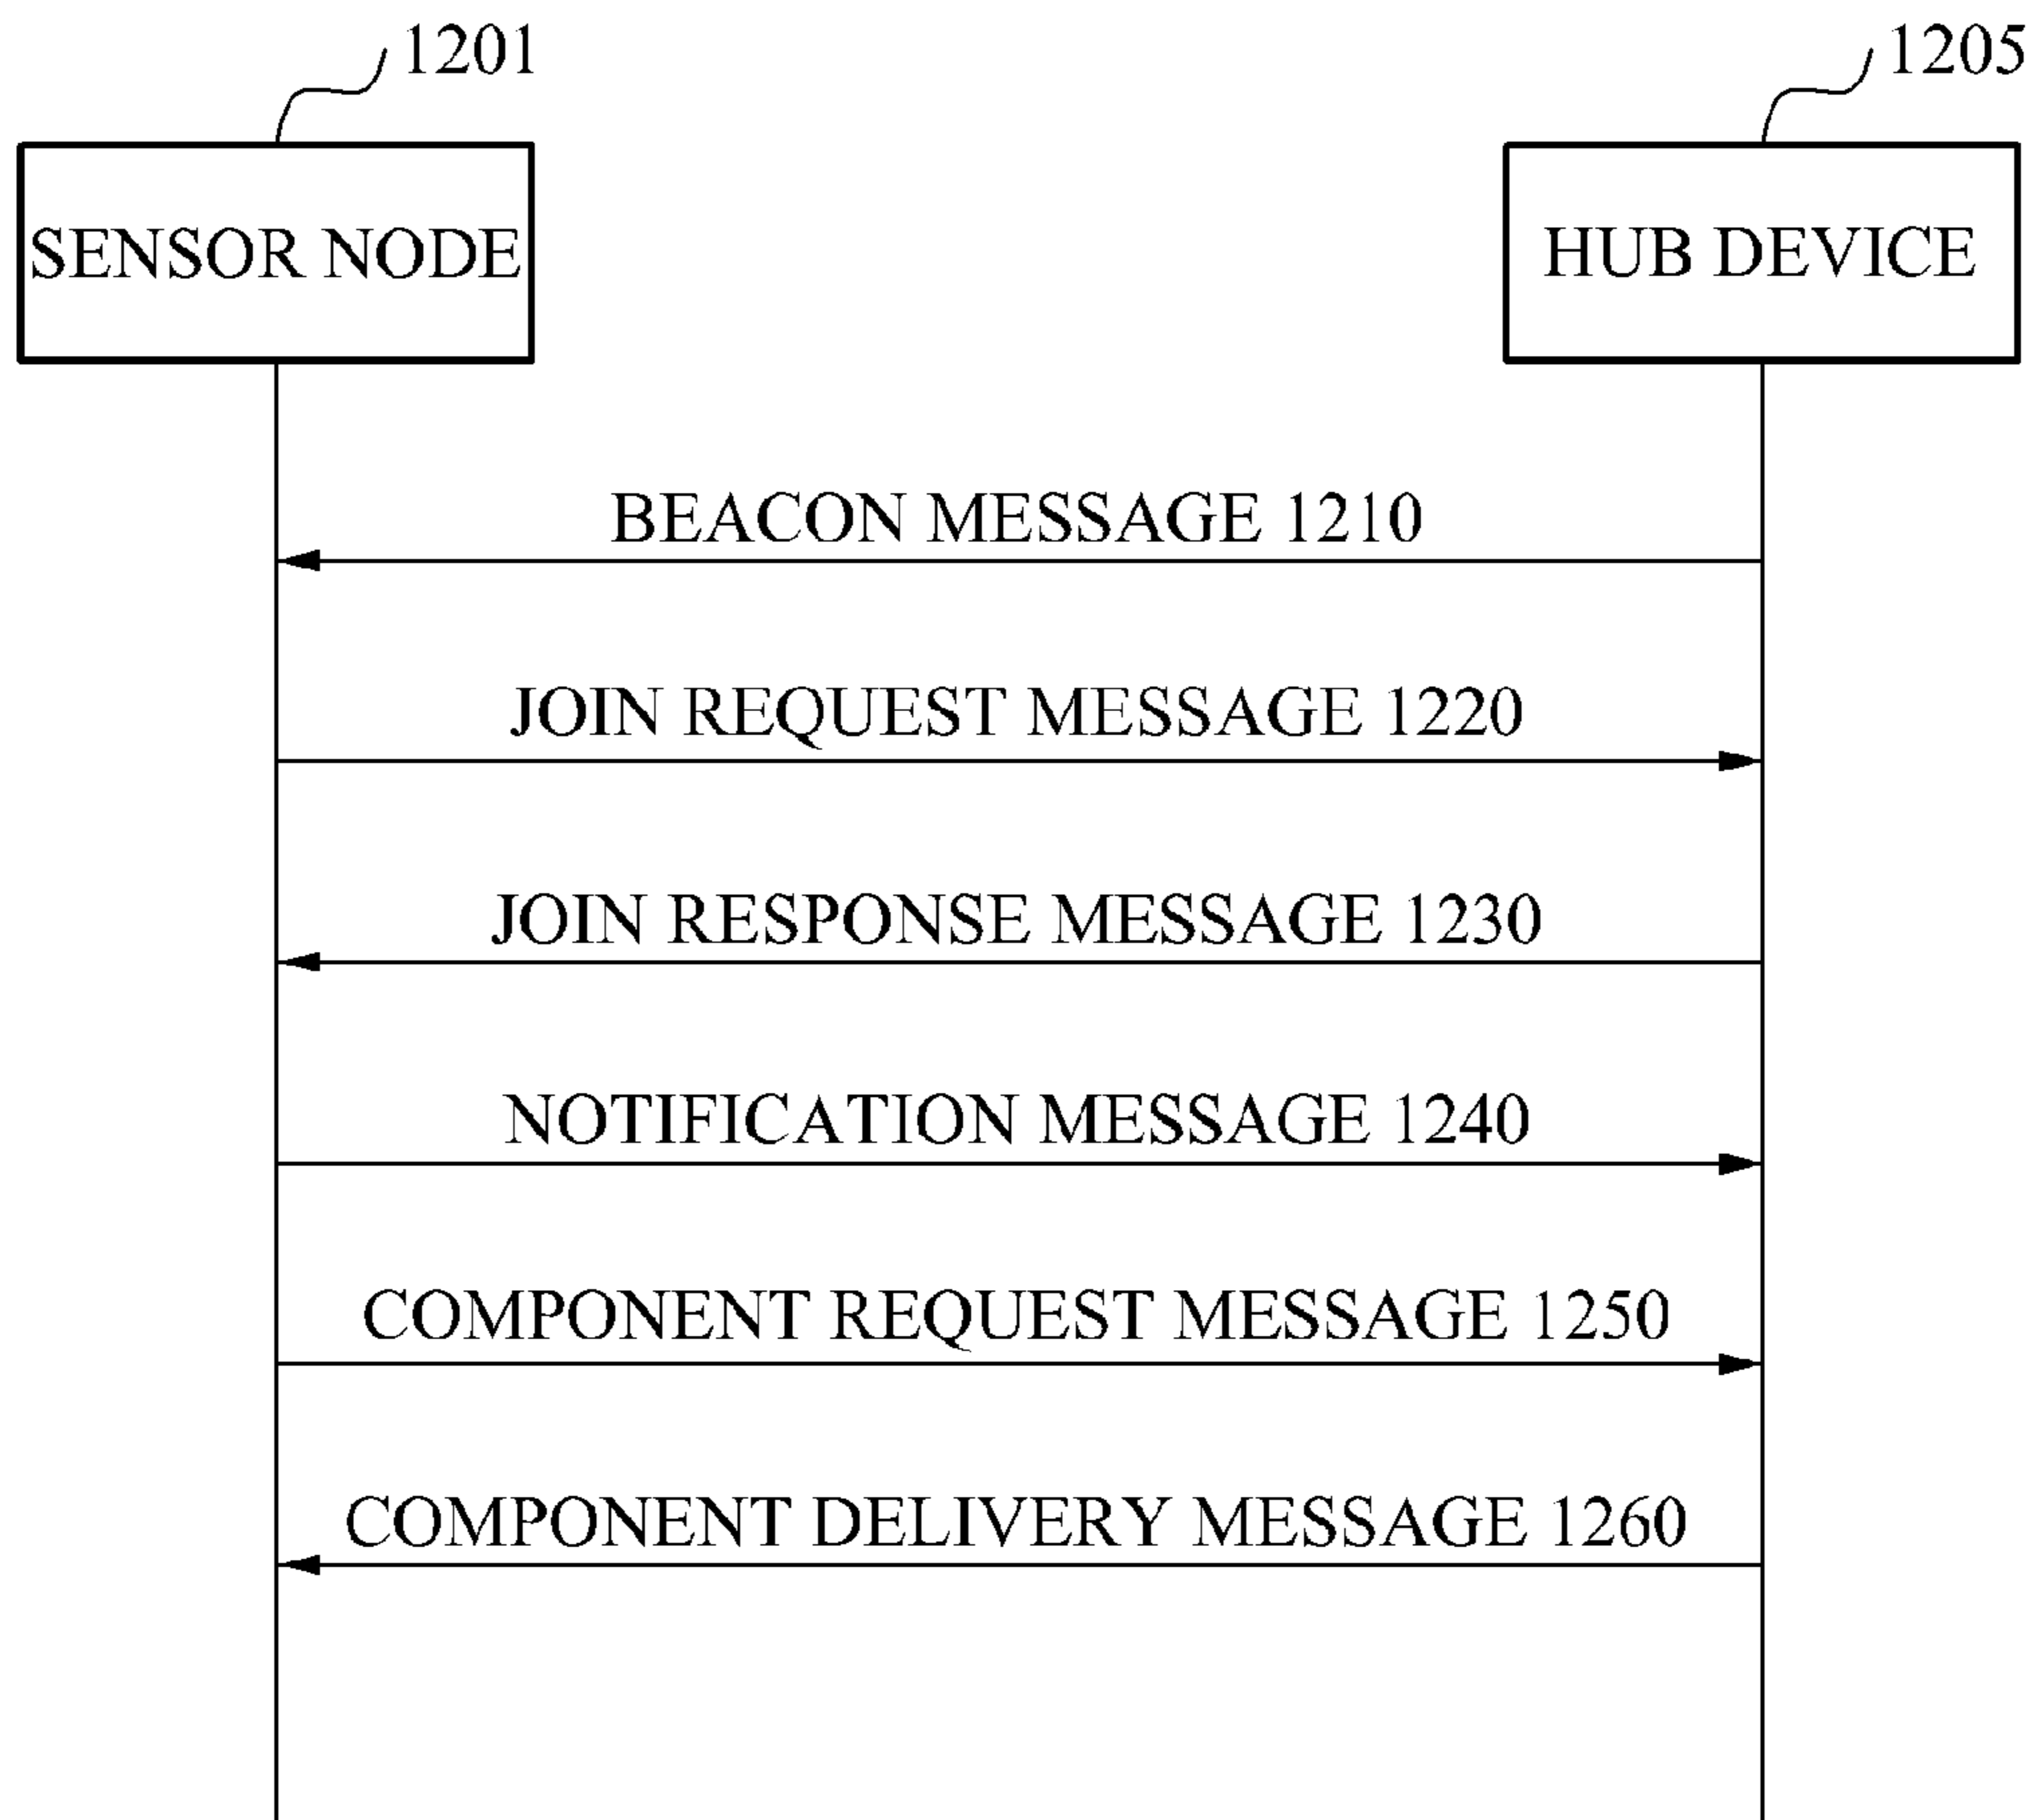 1201
1205
SENSOR NODE
HUB DEVICE
BEACON MESSAGE 1210
JOIN REQUEST MESSAGE 1220
JOIN RESPONSE MESSAGE 1230
NOTIFICATION MESSAGE 1240
COMPONENT REQUEST MESSAGE 1250
COMPONENT DELIVERY MESSAGE 1260